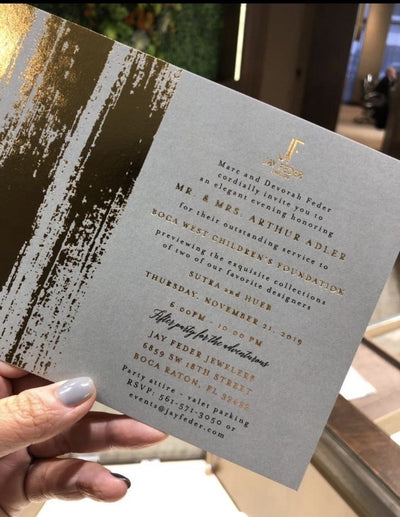 JF
JAY FEDER
Marc and Devorah Feder
cordially invite you to
an elegant evening honoring
MR. & MRS. ARTHUR ADLER
for their outstanding service to
BOCA WEST CHILDREN'S FOUNDATION
previewing the exquisite collections
of two of our favorite designers
SUTRA and HUEB
THURSDAY, NOVEMBER 21, 2019
6:00PM - 10:00 PM
After party for the adventurous
JAY FEDER JEWELERS
6859 SW 18TH STREET
BOCA RATON, FL 33433
Party attire - valet parking
RSVP: 561-571-3050 or
events@jayfeder.com